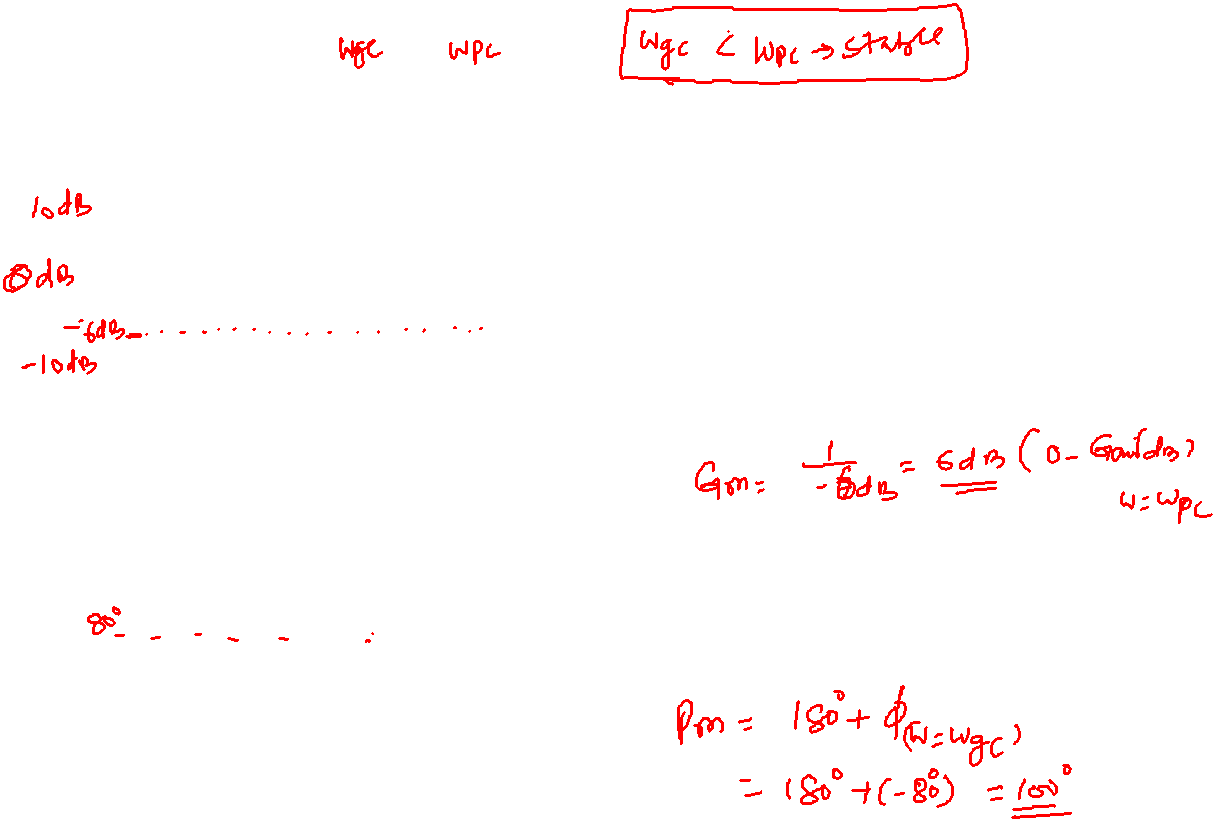 wgc wpc wgc < wpc → stable
10dB
0dB
-6dB
-10dB
Gm = 1/-6dB = 6dB (0 - Gain(dB)
w=wpc
80°
Pm = 180° + ϕ(w=wgc)
= 180° + (-80°) = 100°